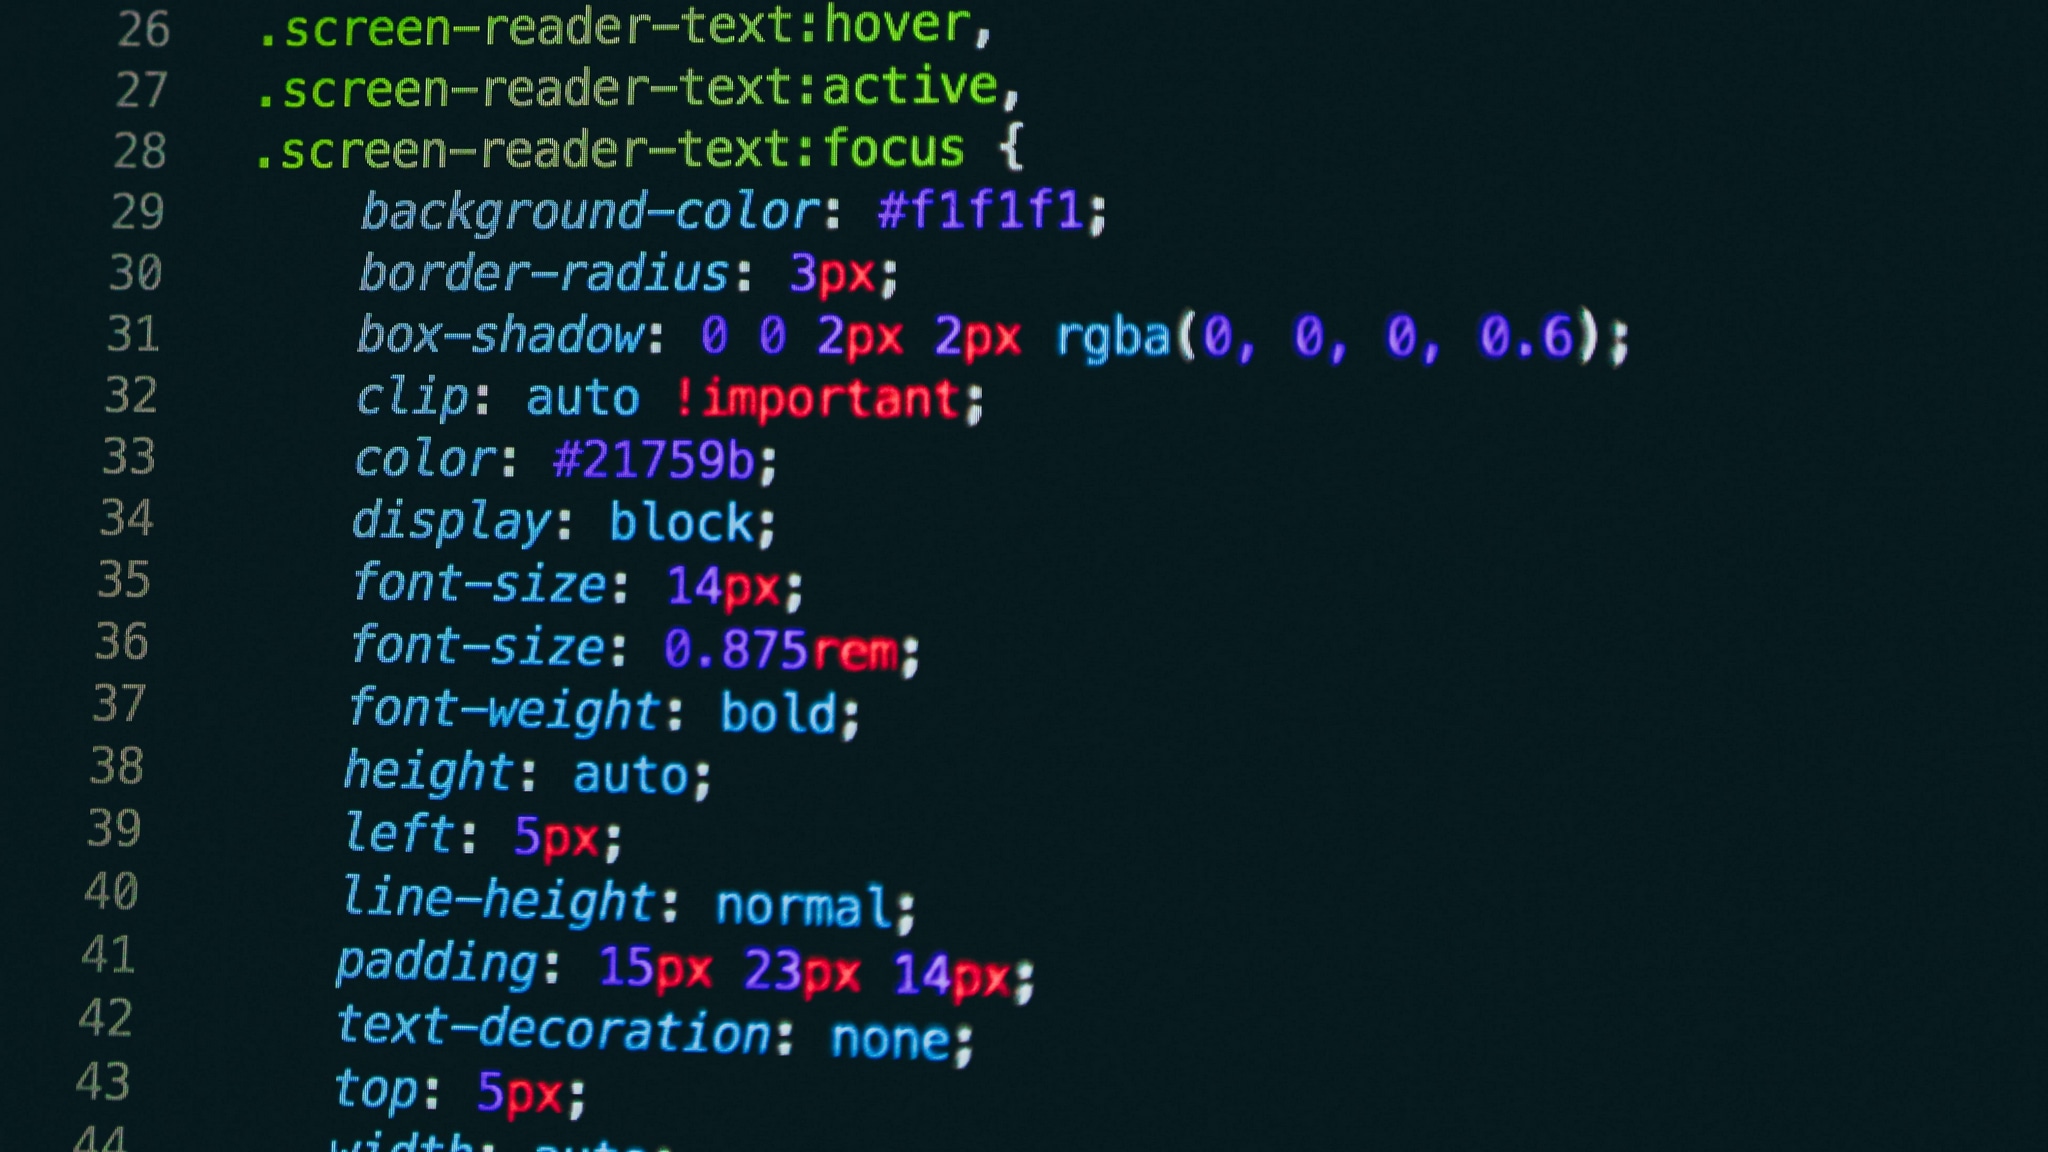 26 .screen-reader-text:hover,
27 .screen-reader-text:active,
28 .screen-reader-text:focus {
29 background-color: #f1f1f1;
30 border-radius: 3px;
31 box-shadow: 0 0 2px 2px rgba(0, 0, 0, 0.6);
32 clip: auto !important;
33 color: #21759b;
34 display: block;
35 font-size: 14px;
36 font-size: 0.875rem;
37 font-weight: bold;
38 height: auto;
39 left: 5px;
40 line-height: normal;
41 padding: 15px 23px 14px;
42 text-decoration: none;
43 top: 5px;
44 width: auto;